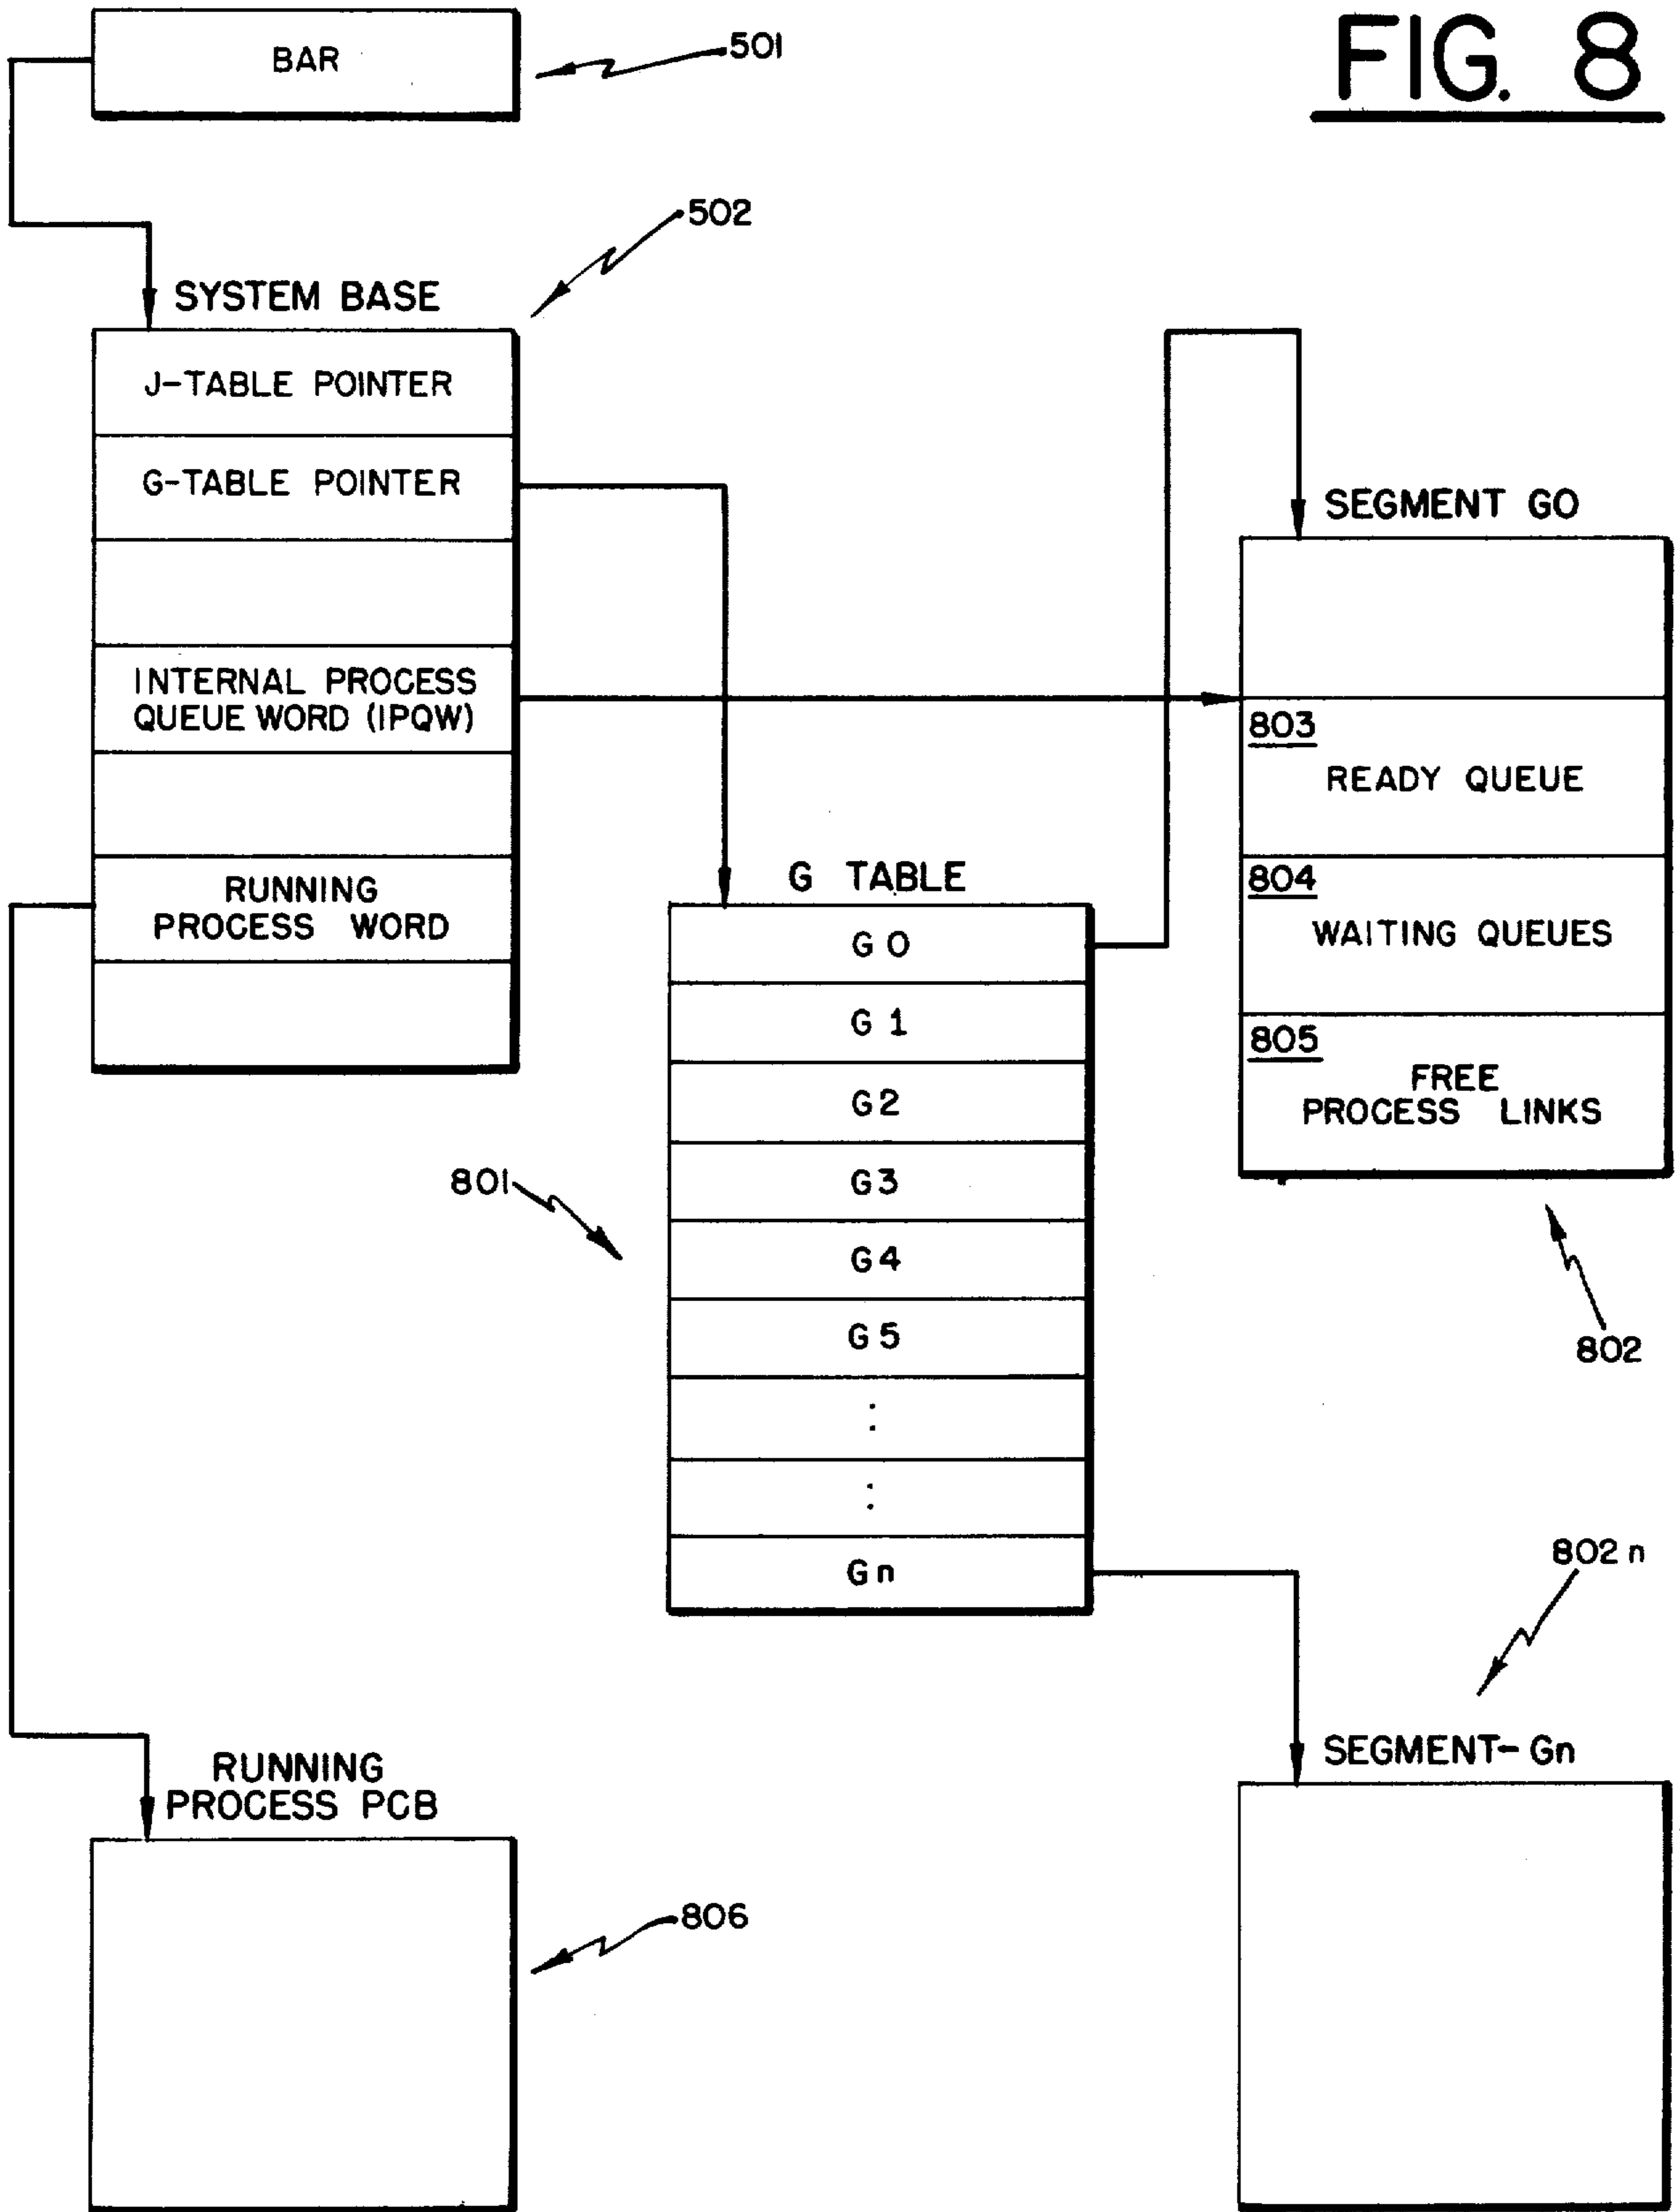 FIG. 8
BAR
501
502
SYSTEM BASE
J-TABLE POINTER
G-TABLE POINTER
INTERNAL PROCESS
QUEUE WORD (IPQW)
RUNNING
PROCESS WORD
SEGMENT G0
803
READY QUEUE
804
WAITING QUEUES
805
FREE
PROCESS LINKS
802
G TABLE
G 0
G 1
G2
G3
G4
G5
:
:
Gn
801
802n
SEGMENT-Gn
RUNNING
PROCESS PCB
806